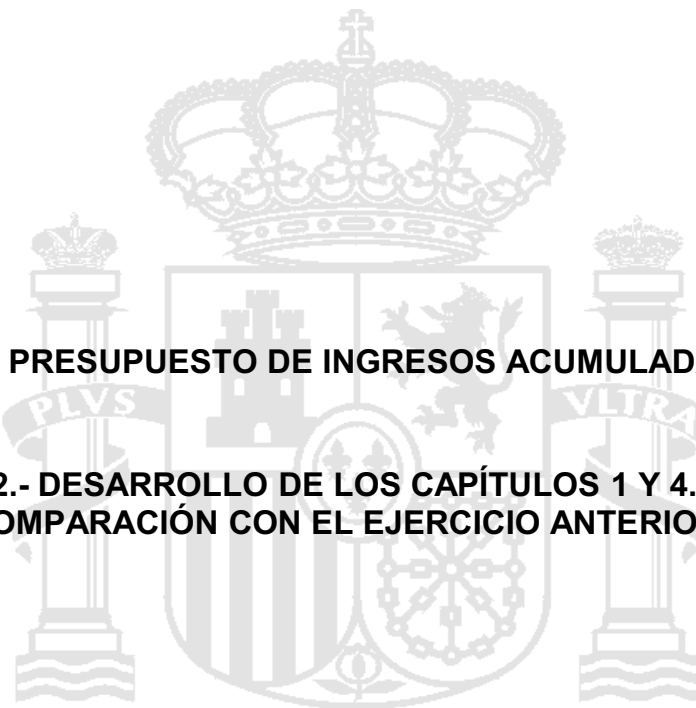 PRESUPUESTO DE INGRESOS ACUMULAD
2.- DESARROLLO DE LOS CAPÍTULOS 1 Y 4.
OMPARACIÓN CON EL EJERCICIO ANTERIO
PLVS
VLTRA